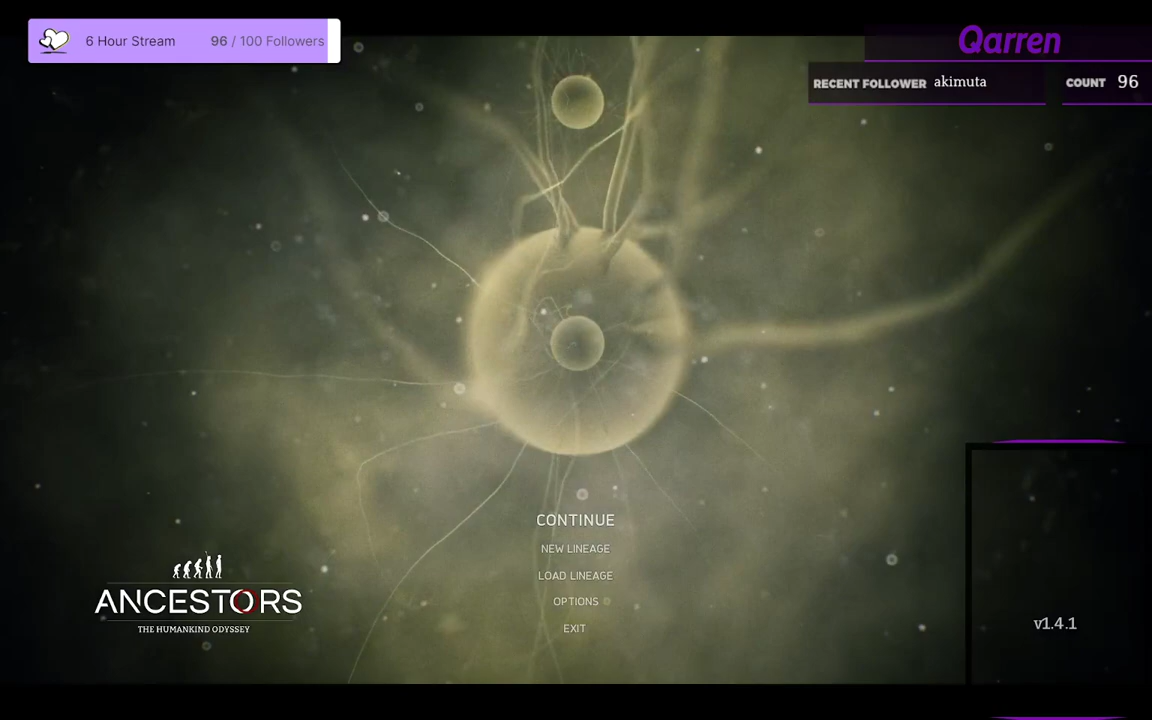 6 Hour Stream 96 / 100 Followers
Qarren
RECENT FOLLOWER akimuta COUNT 96
CONTINUE
NEW LINEAGE
LOAD LINEAGE
OPTIONS
EXIT
ANCESTORS
THE HUMANKIND ODYSSEY
v1.4.1